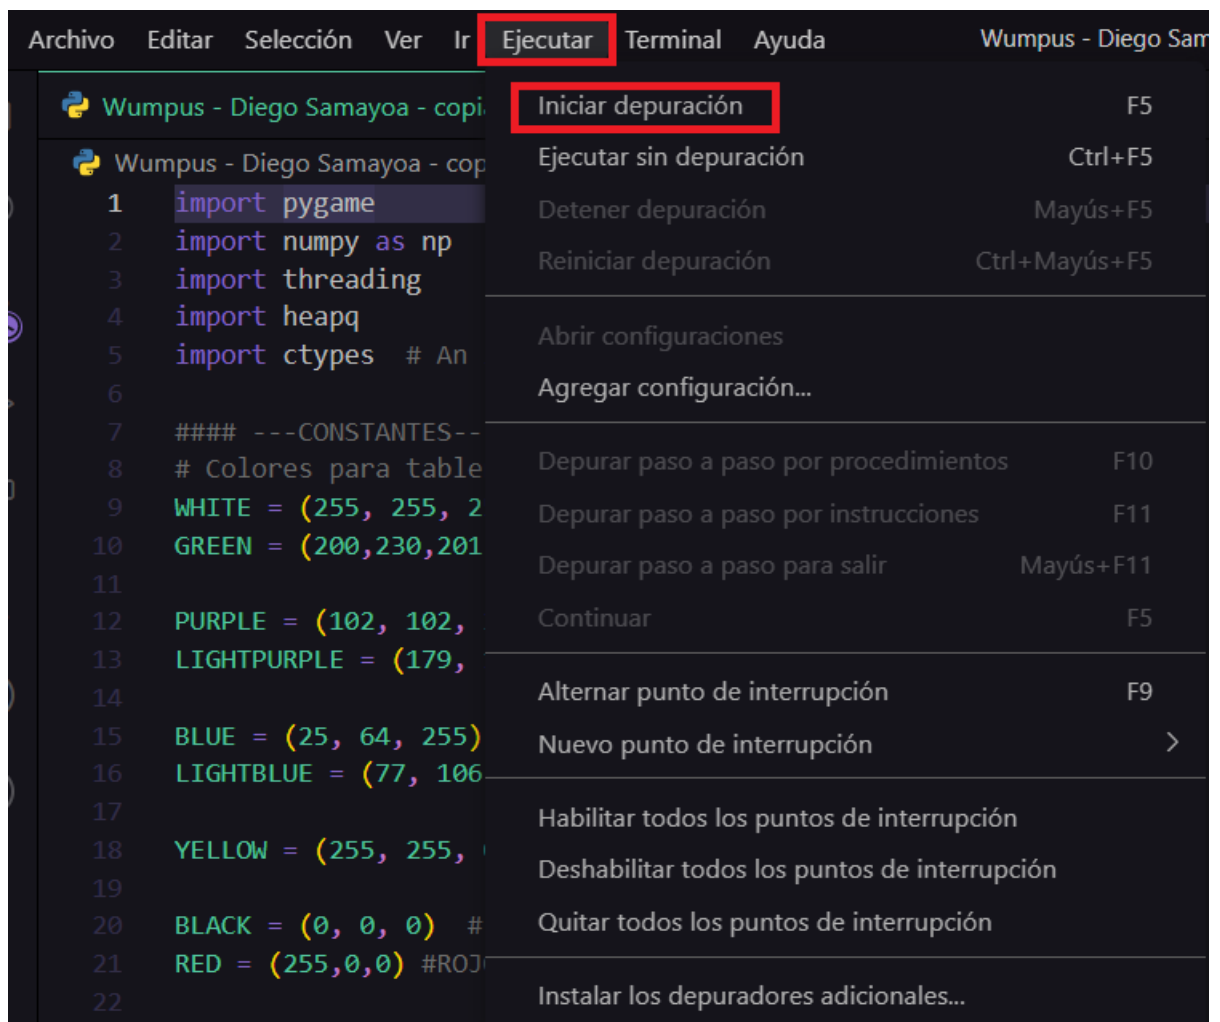 Archivo Editar Selección Ver Ir Ejecutar Terminal Ayuda Wumpus - Diego Sam
Wumpus - Diego Samayoa - copi
Wumpus - Diego Samayoa - cop
1 import pygame
2 import numpy as np
3 import threading
4 import heapq
5 import ctypes # An
6
7 #### ---CONSTANTES--
8 # Colores para table
9 WHITE = (255, 255, 2
10 GREEN = (200,230,201
11
12 PURPLE = (102, 102,
13 LIGHTPURPLE = (179,
14
15 BLUE = (25, 64, 255)
16 LIGHTBLUE = (77, 106
17
18 YELLOW = (255, 255,
19
20 BLACK = (0, 0, 0) #
21 RED = (255,0,0) #ROJ
22
Iniciar depuración F5
Ejecutar sin depuración Ctrl+F5
Detener depuración Mayús+F5
Reiniciar depuración Ctrl+Mayús+F5
Abrir configuraciones
Agregar configuración...
Depurar paso a paso por procedimientos F10
Depurar paso a paso por instrucciones F11
Depurar paso a paso para salir Mayús+F11
Continuar F5
Alternar punto de interrupción F9
Nuevo punto de interrupción
Habilitar todos los puntos de interrupción
Deshabilitar todos los puntos de interrupción
Quitar todos los puntos de interrupción
Instalar los depuradores adicionales...